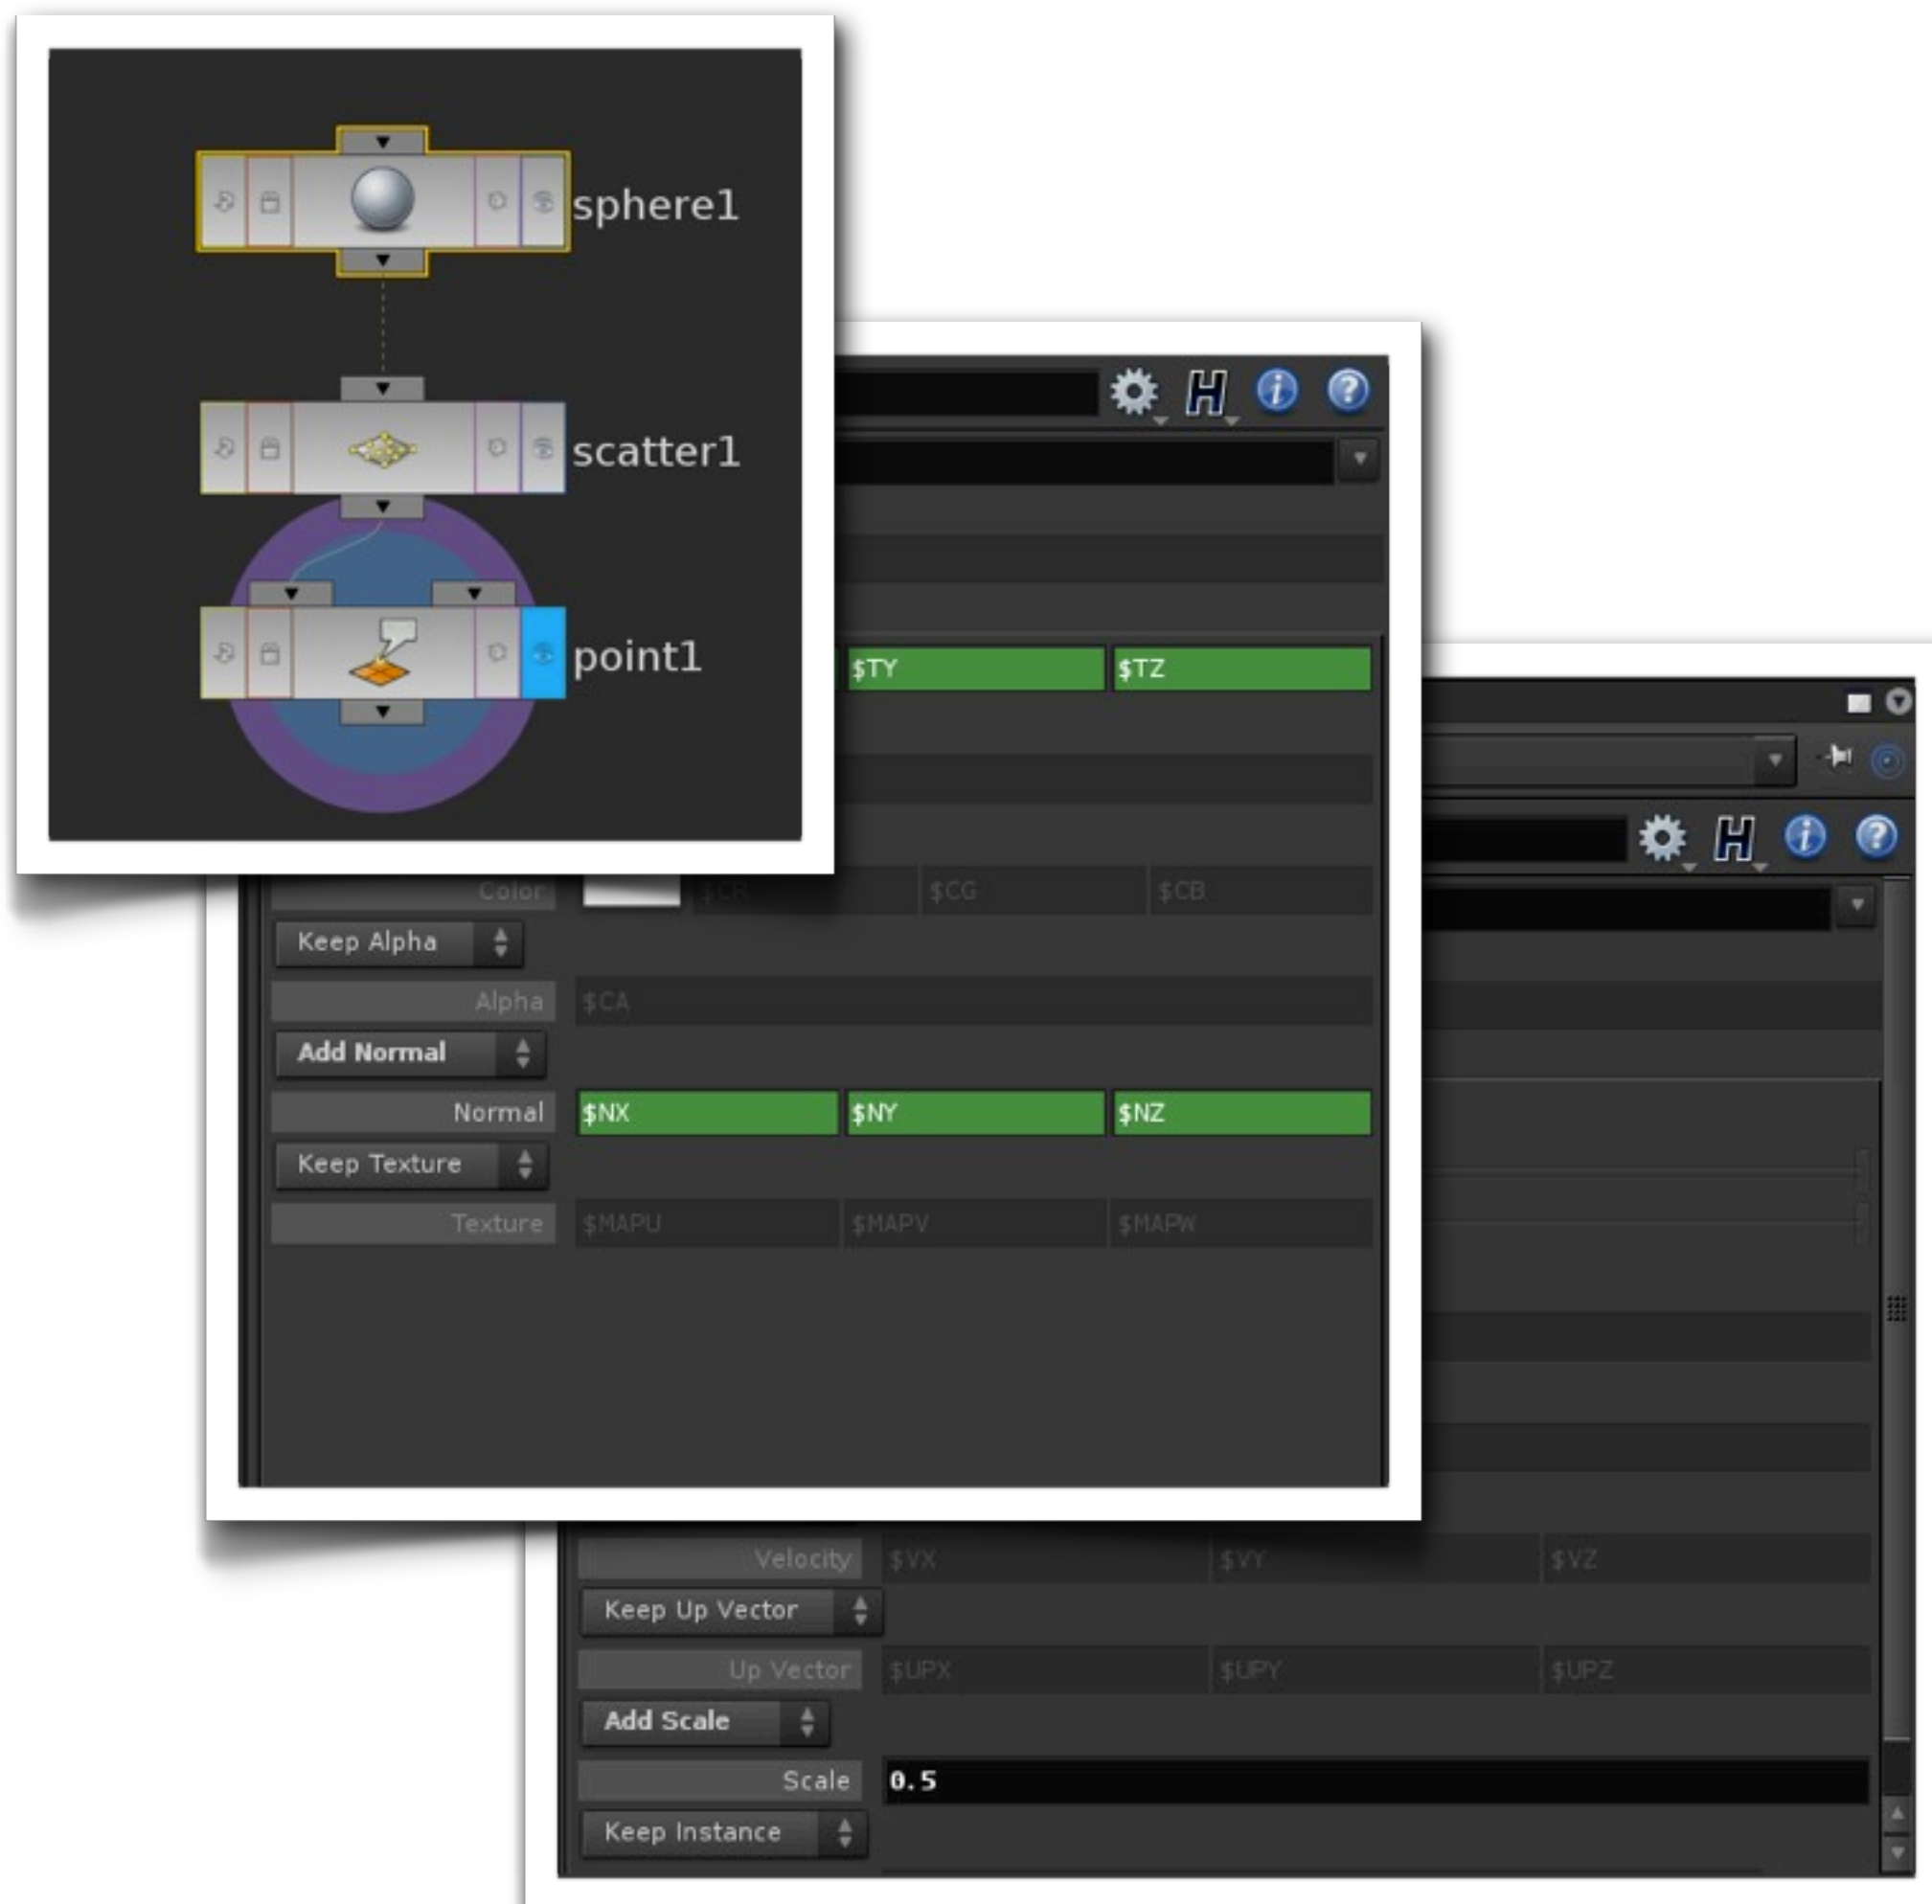 sphere1
scatter1
point1
$TY $TZ
Color $CR $CG $CB
Keep Alpha
Alpha $CA
Add Normal
Normal $NX $NY $NZ
Keep Texture
Texture $MAPU $MAPV $MAPW
Velocity $VX $VY $VZ
Keep Up Vector
Up Vector $UPX $UPY $UPZ
Add Scale
Scale 0.5
Keep Instance